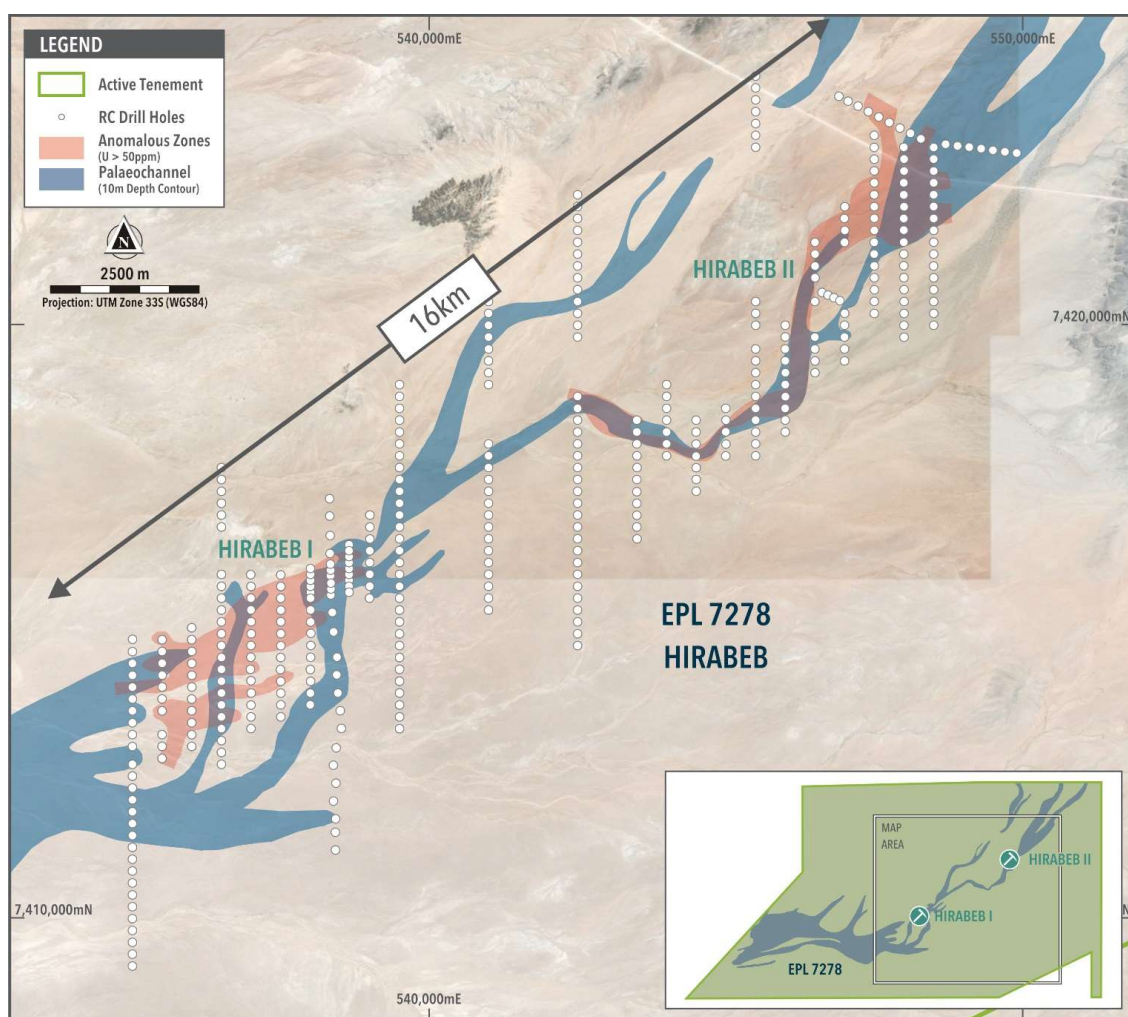 LEGEND
Active Tenement
RC Drill Holes
Anomalous Zones
(U > 50ppm)
Palaeochannel
(10m Depth Contour)
N
2500 m
Projection: UTM Zone 33S (WGS84)
540,000mE
550,000mE
16km
HIRABEB II
7,420,000mN
HIRABEB I
EPL 7278
HIRABEB
7,410,000mN
540,000mE
MAP
AREA
HIRABEB II
HIRABEB I
EPL 7278